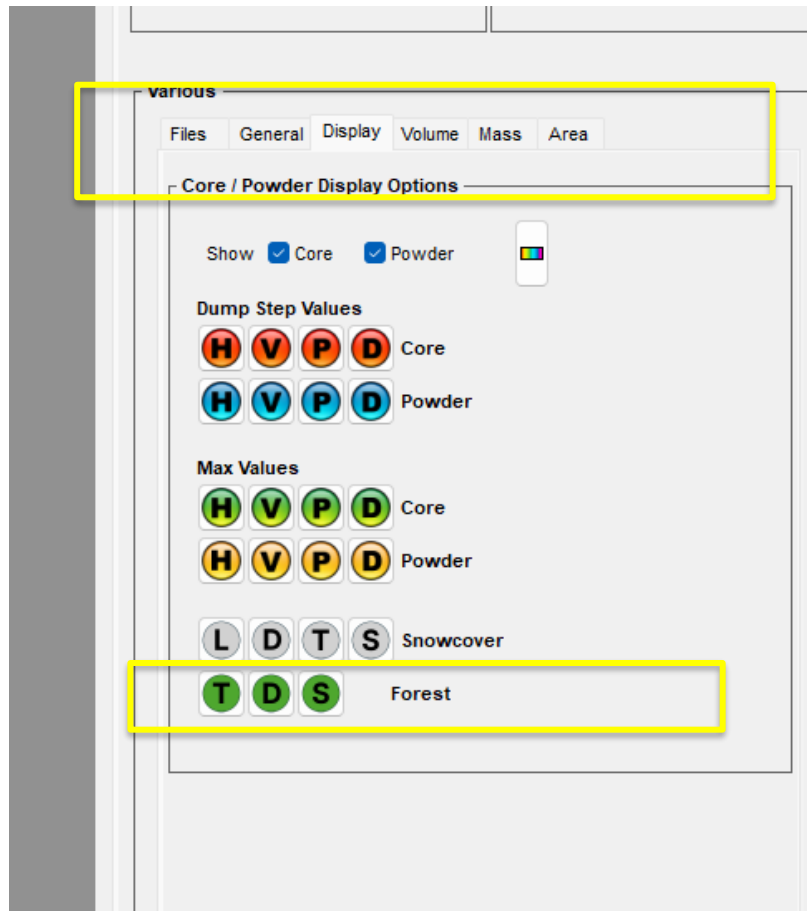 Various
Files General Display Volume Mass Area
Core / Powder Display Options
Show Core Powder
Dump Step Values
H V P D Core
H V P D Powder
Max Values
H V P D Core
H V P D Powder
L D T S Snowcover
T D S Forest